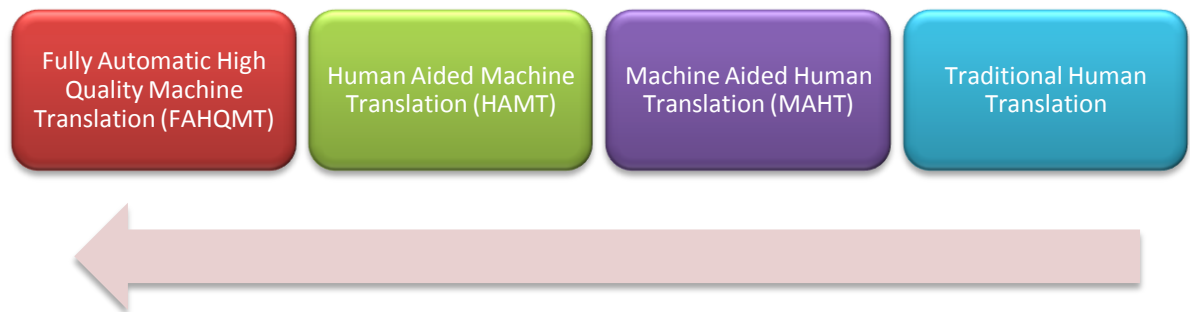 Fully Automatic High
Quality Machine
Translation (FAHQMT)
Human Aided Machine
Translation (HAMT)
Machine Aided Human
Translation (MAHT)
Traditional Human
Translation